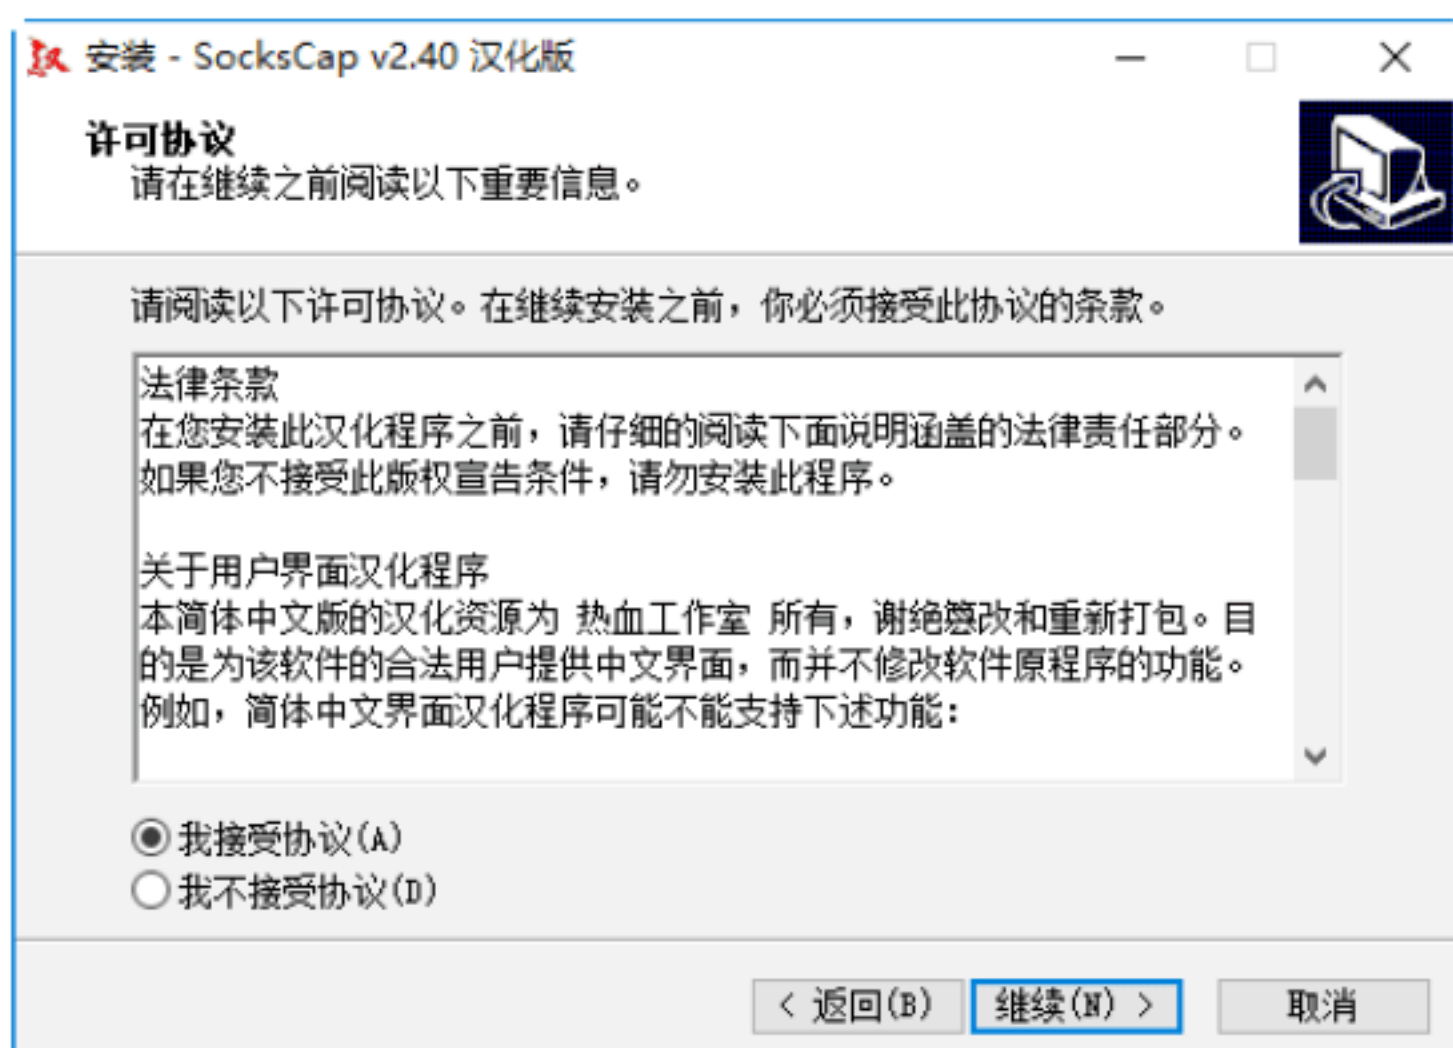 安装 - SocksCap v2.40 汉化版
许可协议
请在继续之前阅读以下重要信息。
请阅读以下许可协议。在继续安装之前，你必须接受此协议的条款。
法律条款
在您安装此汉化程序之前，请仔细的阅读下面说明涵盖的法律责任部分。
如果您不接受此版权宣告条件，请勿安装此程序。
关于用户界面汉化程序
本简体中文版的汉化资源为 热血工作室 所有，谢绝篡改和重新打包。目
的是为该软件的合法用户提供中文界面，而并不修改软件原程序的功能。
例如，简体中文界面汉化程序可能不能支持下述功能：
我接受协议(A)
我不接受协议(D)
< 返回(B) 继续(N) > 取消